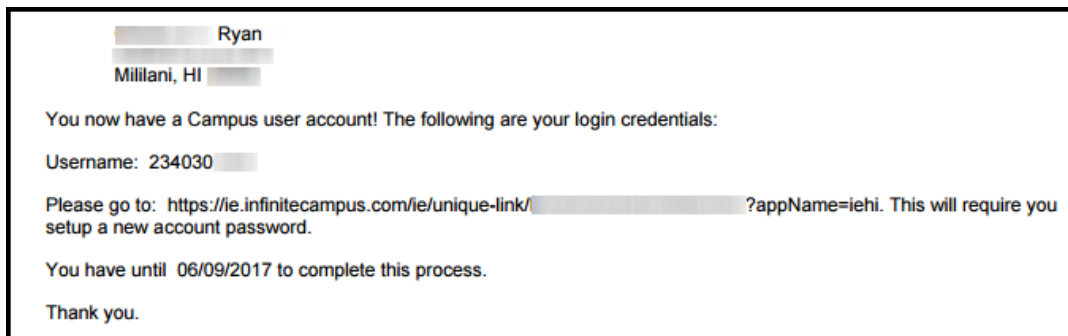 Ryan
Mililani, HI
You now have a Campus user account! The following are your login credentials:
Username: 234030
Please go to: https://ie.infinitecampus.com/ie/unique-link/ ?appName=iehi. This will require you
setup a new account password.
You have until 06/09/2017 to complete this process.
Thank you.